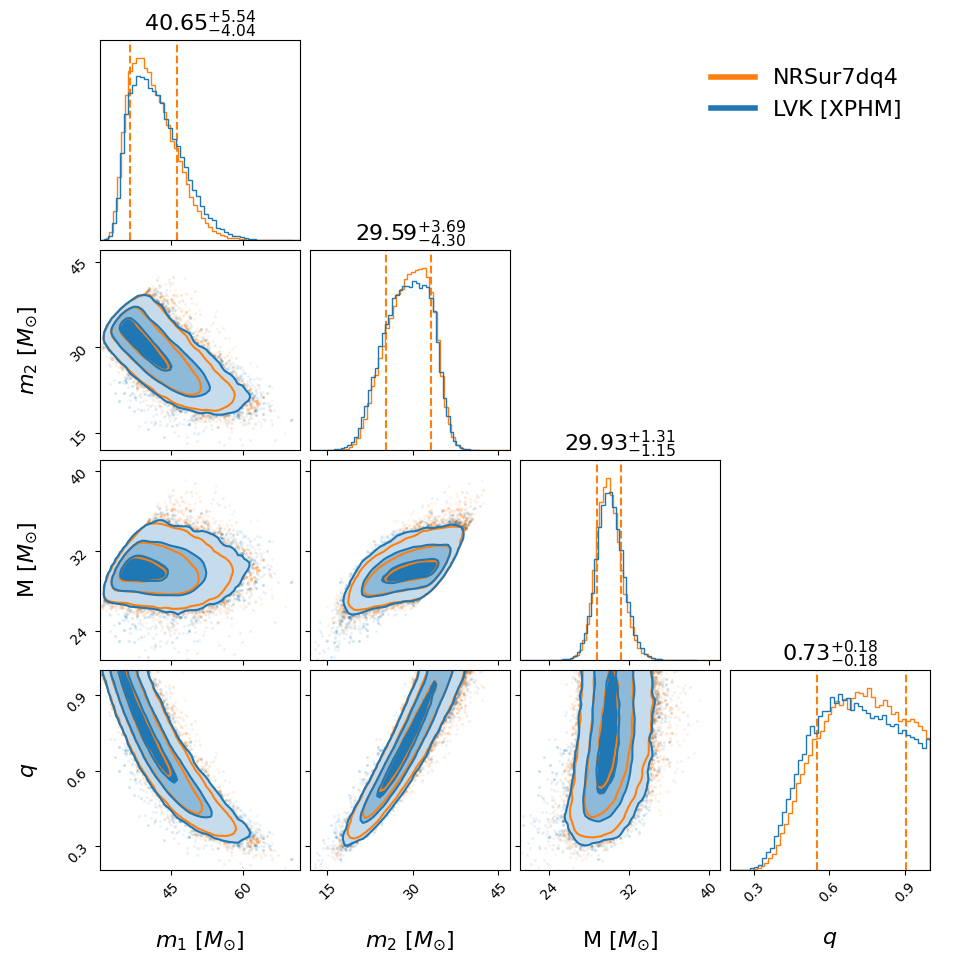 40.65+5.54−4.04
NRSur7dq4
LVK [XPHM]
29.59+3.69−4.30
45
30
15
m₂ [M⊙]
29.93+1.31−1.15
40
32
24
M [M⊙]
0.73+0.18−0.18
0.9
0.6
0.3
q
45 60
15 30 45
24 32 40
0.3 0.6 0.9
m₁ [M⊙] m₂ [M⊙] M [M⊙] q